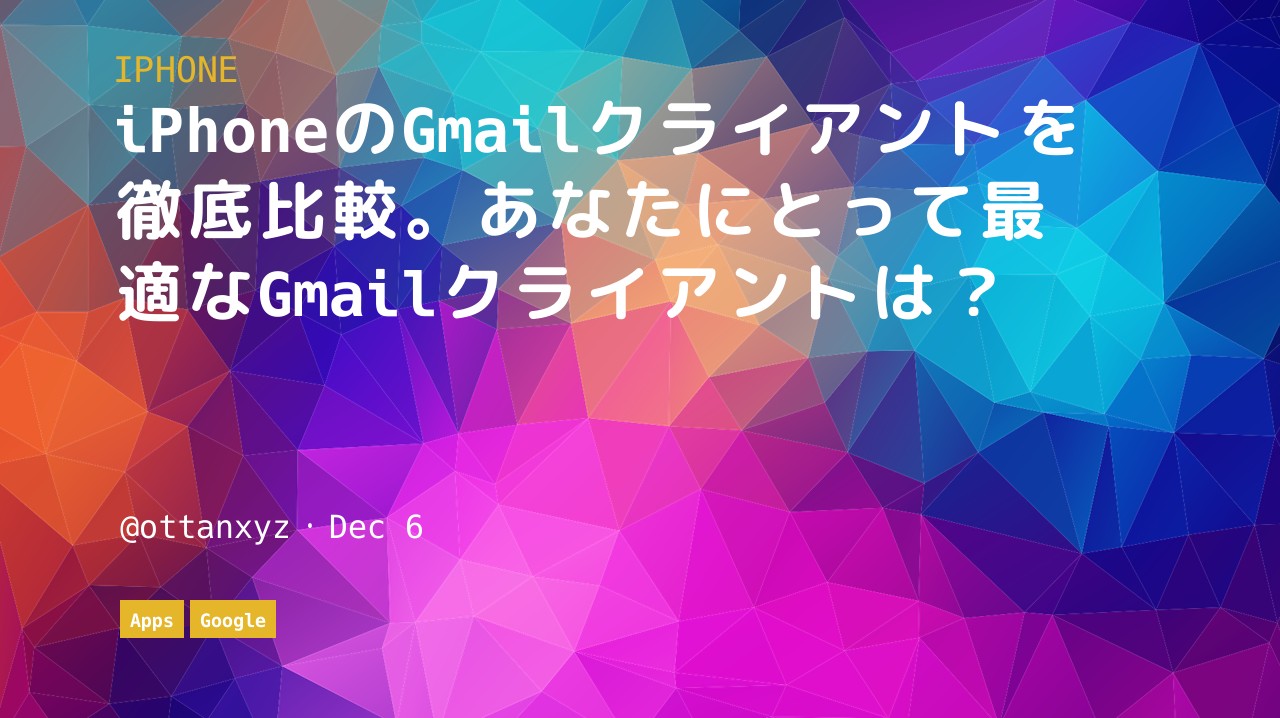 IPHONE
iPhoneのGmailクライアントを
徹底比較。あなたにとって最
適なGmailクライアントは？
@ottanxyz・Dec 6
Apps Google